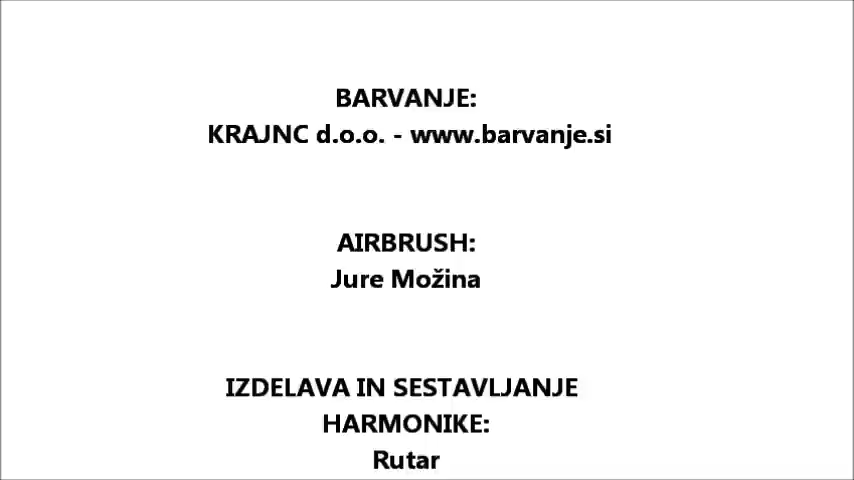 BARVANJE:
KRAJNC d.o.o. - www.barvanje.si
AIRBRUSH:
Jure Možina
IZDELAVA IN SESTAVLJANJE
HARMONIKE:
Rutar